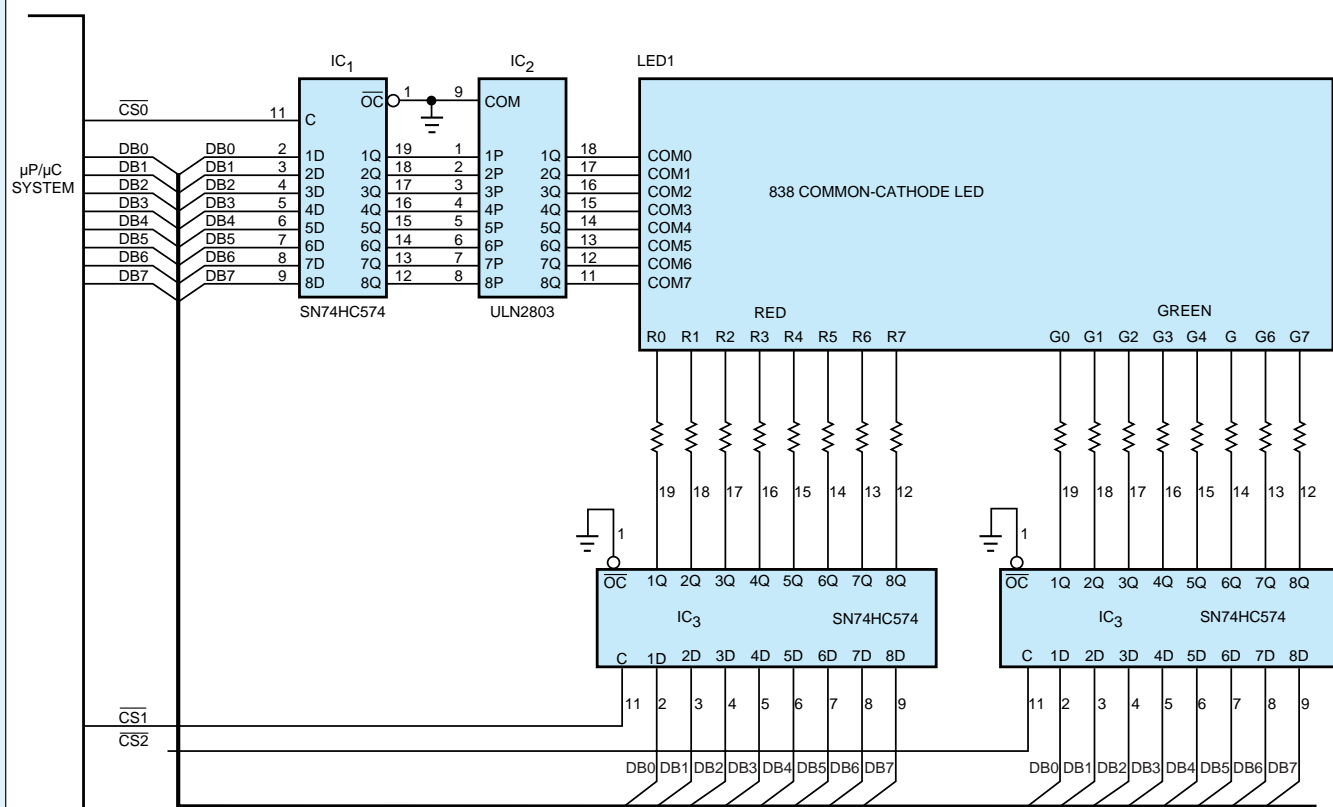 IC1 IC2 LED1
OC 1 9 COM
CS0 11 C
µP/µC
SYSTEM
DB0 DB0 2 1D 1Q 19 1 1P 1Q 18 COM0
DB1 DB1 3 2D 2Q 18 2 2P 2Q 17 COM1
DB2 DB2 4 3D 3Q 17 3 3P 3Q 16 COM2
DB3 DB3 5 4D 4Q 16 4 4P 4Q 15 COM3
DB4 DB4 6 5D 5Q 15 5 5P 5Q 14 COM4
DB5 DB5 7 6D 6Q 14 6 6P 6Q 13 COM5
DB6 DB6 8 7D 7Q 13 7 7P 7Q 12 COM6
DB7 DB7 9 8D 8Q 12 8 8P 8Q 11 COM7
838 COMMON-CATHODE LED
SN74HC574 ULN2803
RED GREEN
R0 R1 R2 R3 R4 R5 R6 R7 G0 G1 G2 G3 G4 G G6 G7
19 18 17 16 15 14 13 12 19 18 17 16 15 14 13 12
1 1
OC 1Q 2Q 3Q 4Q 5Q 6Q 7Q 8Q OC 1Q 2Q 3Q 4Q 5Q 6Q 7Q 8Q
IC3 SN74HC574 IC3 SN74HC574
C 1D 2D 3D 4D 5D 6D 7D 8D C 1D 2D 3D 4D 5D 6D 7D 8D
11 2 3 4 5 6 7 8 9 11 2 3 4 5 6 7 8 9
CS1
CS2
DB0 DB1 DB2 DB3 DB4 DB5 DB6 DB7 DB0 DB1 DB2 DB3 DB4 DB5 DB6 DB7